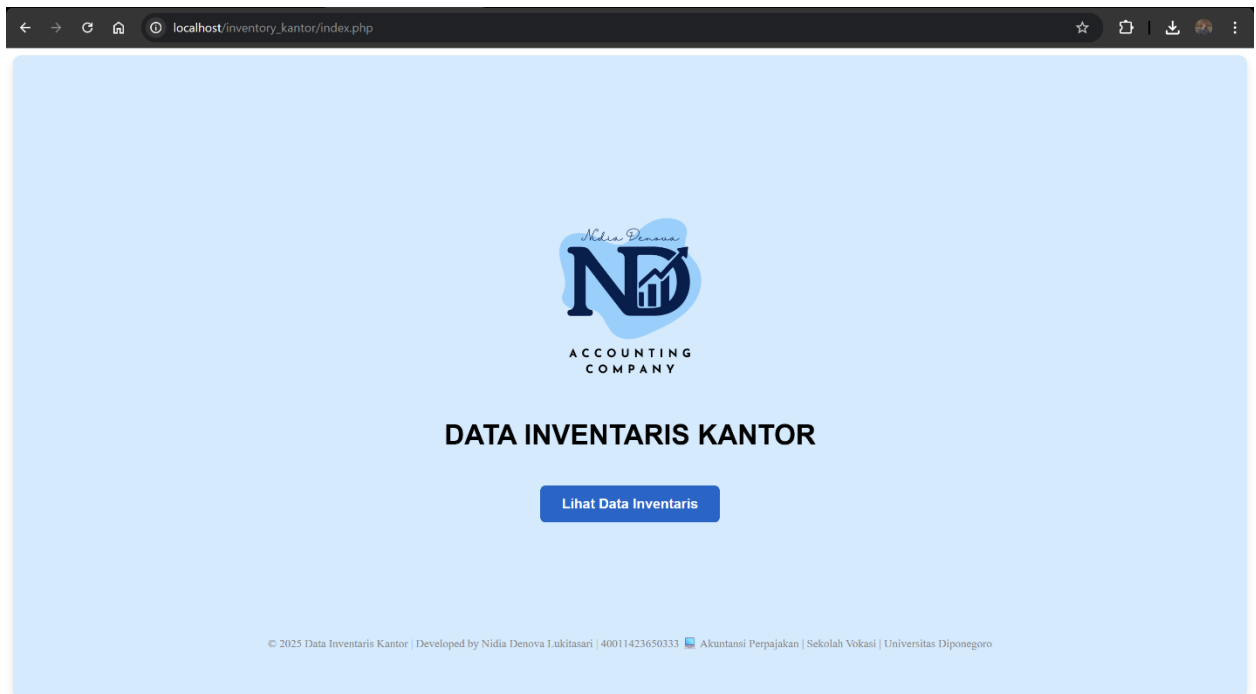 localhost/inventory_kantor/index.php
Nidia Denova
ND
ACCOUNTING
COMPANY
DATA INVENTARIS KANTOR
Lihat Data Inventaris
© 2025 Data Inventaris Kantor | Developed by Nidia Denova Lukitasari | 40011423650333 💻 Akuntansi Perpajakan | Sekolah Vokasi | Universitas Diponegoro